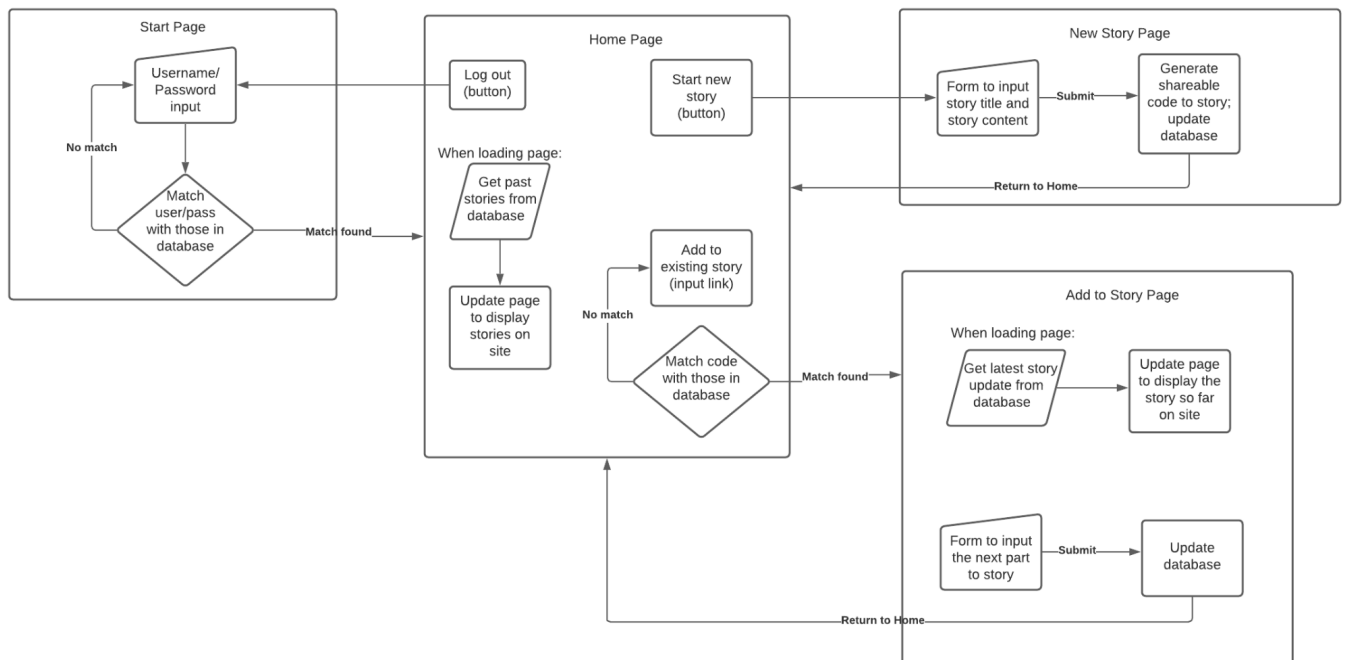 Start Page
Username/
Password
input
No match
Match
user/pass
with those in
database
Match found
Home Page
Log out
(button)
Start new
story
(button)
When loading page:
Get past
stories from
database
Update page
to display
stories on
site
Add to
existing story
(input link)
No match
Match code
with those in
database
Match found
New Story Page
Form to input
story title and
story content
Submit
Generate
shareable
code to story;
update
database
Return to Home
Add to Story Page
When loading page:
Get latest story
update from
database
Update page
to display the
story so far
on site
Form to input
the next part
to story
Submit
Update
database
Return to Home